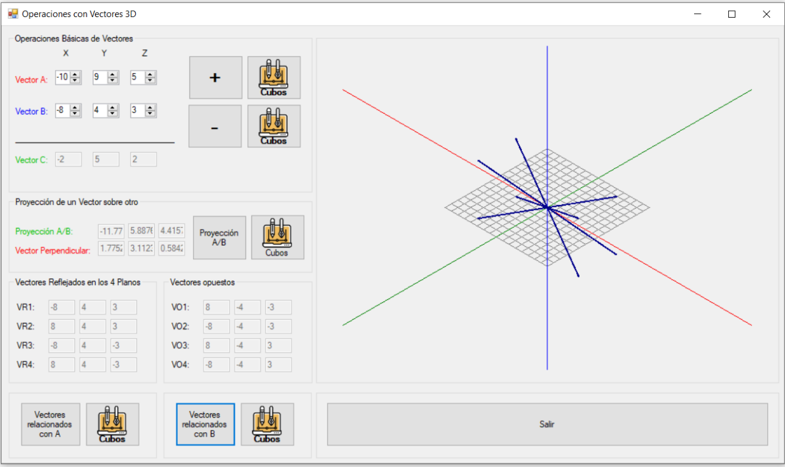 Operaciones con Vectores 3D
Operaciones Básicas de Vectores
X Y Z
Vector A: -10 9 5
+ Cubos
Vector B: -8 4 3
- Cubos
Vector C: -2 5 2
Proyección de un Vector sobre otro
Proyección A/B: -11.77 5.8876 4.4157
Vector Perpendicular: 1.7752 3.1123 0.5842
Proyección
A/B
Cubos
Vectores Reflejados en los 4 Planos
VR1: -8 4 3
VR2: 8 4 3
VR3: -8 4 -3
VR4: 8 4 -3
Vectores opuestos
VO1: 8 -4 -3
VO2: -8 -4 -3
VO3: 8 -4 3
VO4: -8 -4 3
Vectores
relacionados
con A
Cubos
Vectores
relacionados
con B
Cubos
Salir